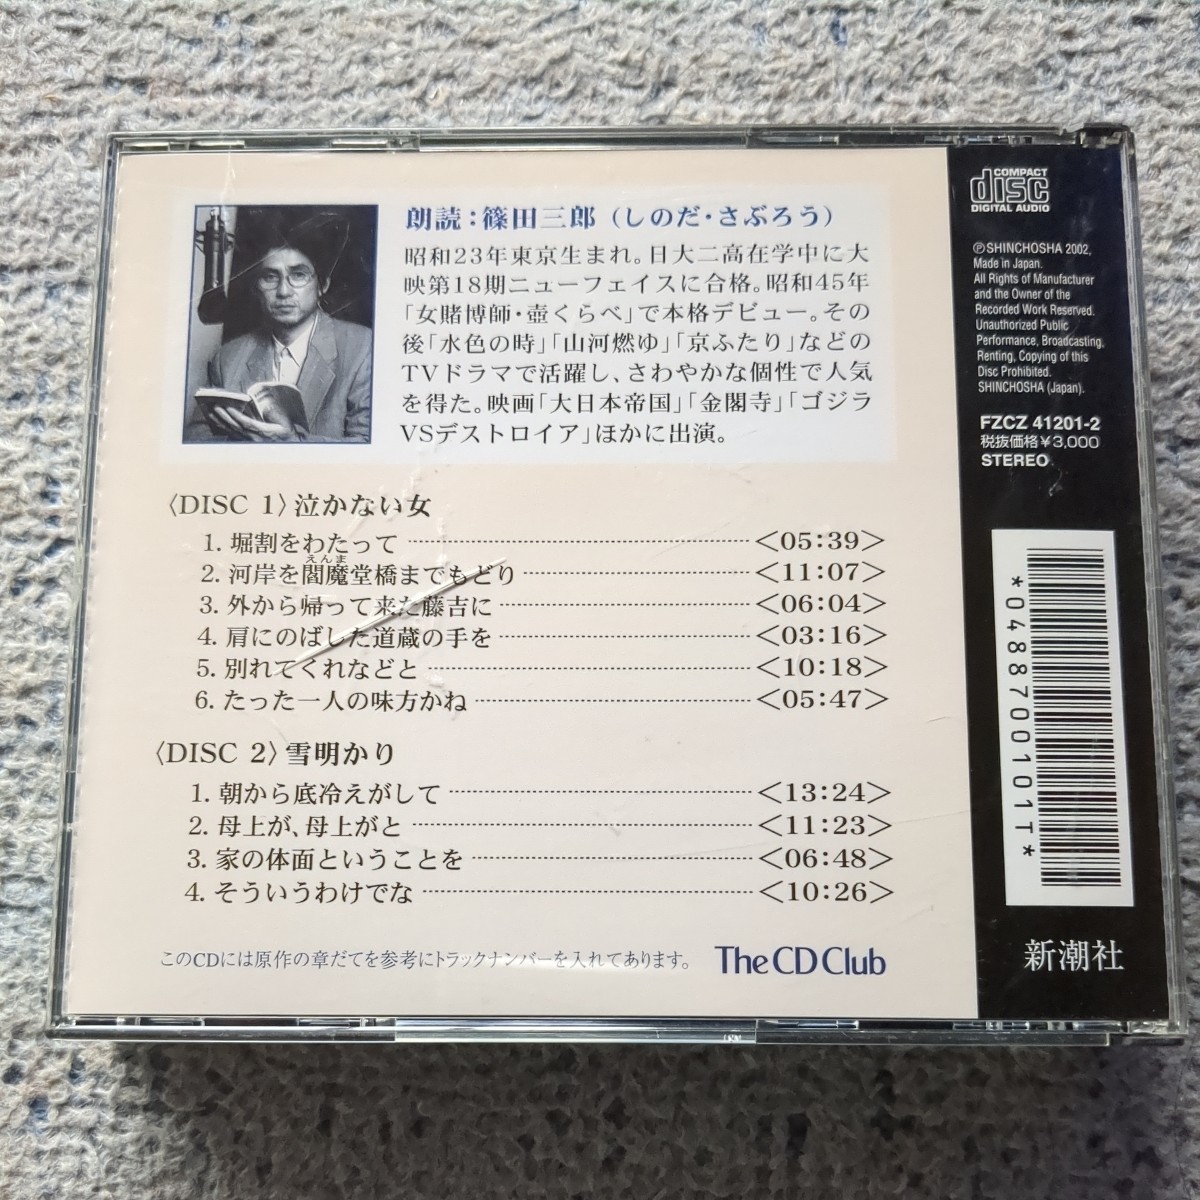 朗読：篠田三郎（しのだ・さぶろう）
昭和23年東京生まれ。日大二高在学中に大
映第18期ニューフェイスに合格。昭和45年
「女賭博師・壺くらべ」で本格デビュー。その
後「水色の時」「山河燃ゆ」「京ふたり」などの
TVドラマで活躍し、さわやかな個性で人気
を得た。映画「大日本帝国」「金閣寺」「ゴジラ
VSデストロイア」ほかに出演。
〈DISC 1〉泣かない女
1. 堀割をわたって ＜05:39＞
えんま
2. 河岸を閻魔堂橋までもどり ＜11:07＞
3. 外から帰って来た藤吉に ＜06:04＞
4. 肩にのばした道蔵の手を ＜03:16＞
5. 別れてくれなどと ＜10:18＞
6. たった一人の味方かね ＜05:47＞
〈DISC 2〉雪明かり
1. 朝から底冷えがして ＜13:24＞
2. 母上が、母上がと ＜11:23＞
3. 家の体面ということを ＜06:48＞
4. そういうわけでな ＜10:26＞
このCDには原作の章だてを参考にトラックナンバーを入れてあります。
The CD Club
COMPACT
disc
DIGITAL AUDIO
ⓅSHINCHOSHA 2002,
Made in Japan.
All Rights of Manufacturer
and the Owner of the
Recorded Work Reserved.
Unauthorized Public
Performance, Broadcasting,
Renting, Copying of this
Disc Prohibited.
SHINCHOSHA (Japan).
FZCZ 41201-2
税抜価格￥3,000
STEREO
*0488700101T*
新潮社